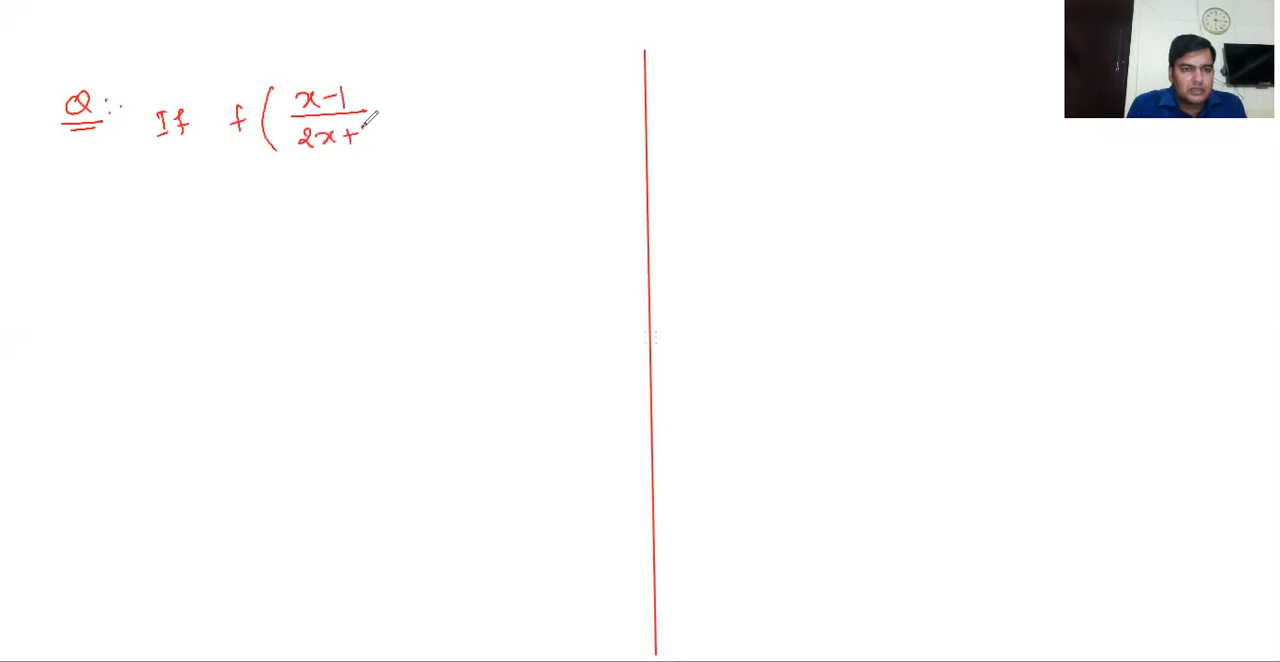 Q:. If f ( x-1 / 2x+